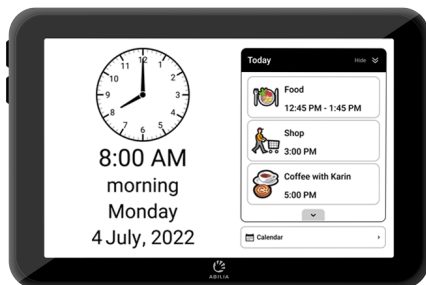 12
1
2
3
4
5
6
7
8
9
10
11
8:00 AM
morning
Monday
4 July, 2022
Today
Hide
Food
12:45 PM - 1:45 PM
Shop
3:00 PM
Coffee with Karin
5:00 PM
Calendar
ABILIA